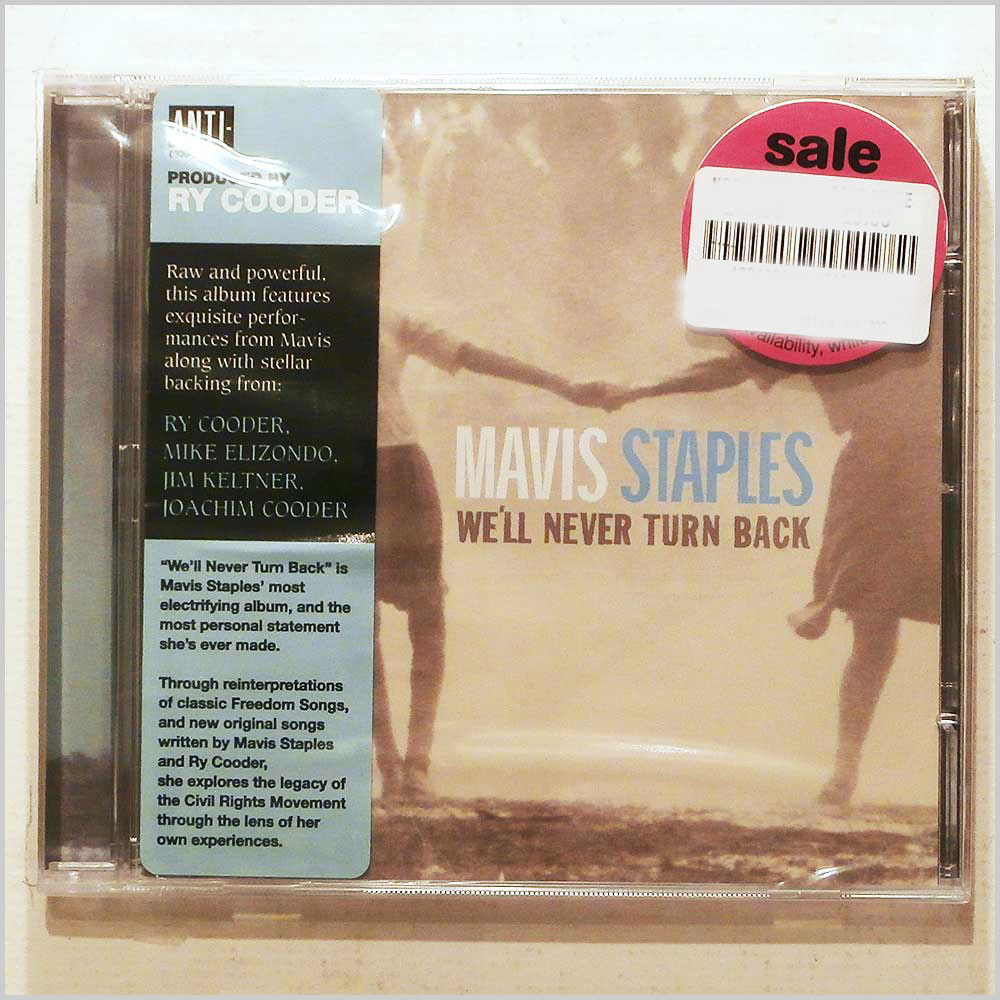 ANTI-
PRODUCED BY
RY COODER
Raw and powerful,
this album features
exquisite perfor-
mances from Mavis
along with stellar
backing from:
RY COODER,
MIKE ELIZONDO,
JIM KELTNER,
JOACHIM COODER
"We'll Never Turn Back" is
Mavis Staples' most
electrifying album, and the
most personal statement
she's ever made.
Through reinterpretations
of classic Freedom Songs,
and new original songs
written by Mavis Staples
and Ry Cooder,
she explores the legacy of
the Civil Rights Movement
through the lens of her
own experiences.
sale
MAVIS STAPLES
WE'LL NEVER TURN BACK